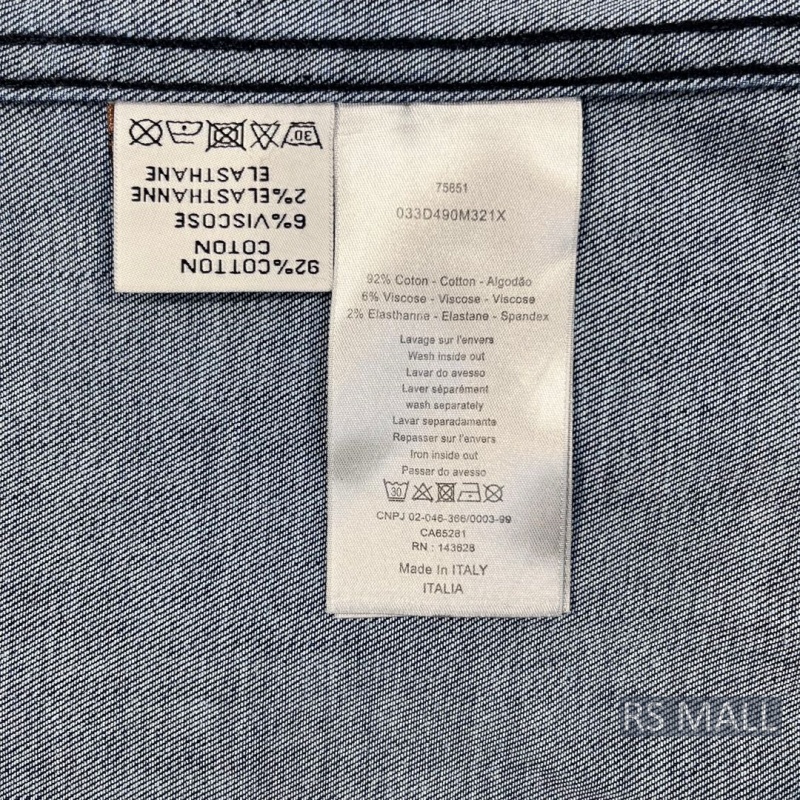 30
92% COTTON
COTON
6% VISCOSE
2% ELASTHANNE
ELASTHANE
75651
033D490M321X
92% Coton - Cotton - Algodão
6% Viscose - Viscose - Viscose
2% Elasthanne - Elastane - Spandex
Lavage sur l'envers
Wash inside out
Lavar do avesso
Laver séparément
wash separately
Lavar separadamente
Repasser sur l'envers
Iron inside out
Passar do avesso
30
CNPJ 02-046-366/0003-99
CA65281
RN : 143628
Made In ITALY
ITALIA
RS MALL